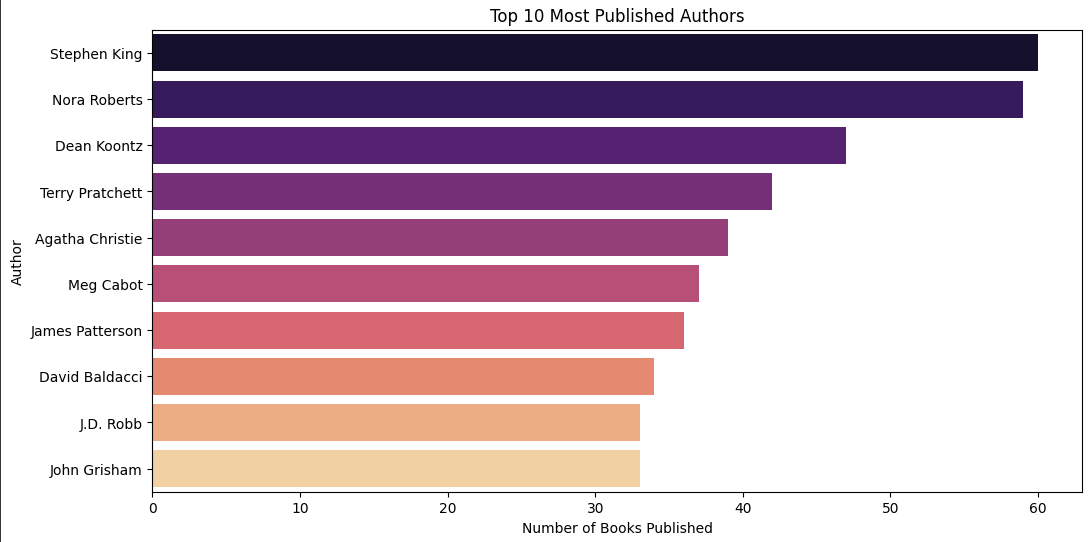 Top 10 Most Published Authors
Author
Stephen King
Nora Roberts
Dean Koontz
Terry Pratchett
Agatha Christie
Meg Cabot
James Patterson
David Baldacci
J.D. Robb
John Grisham
0 10 20 30 40 50 60
Number of Books Published